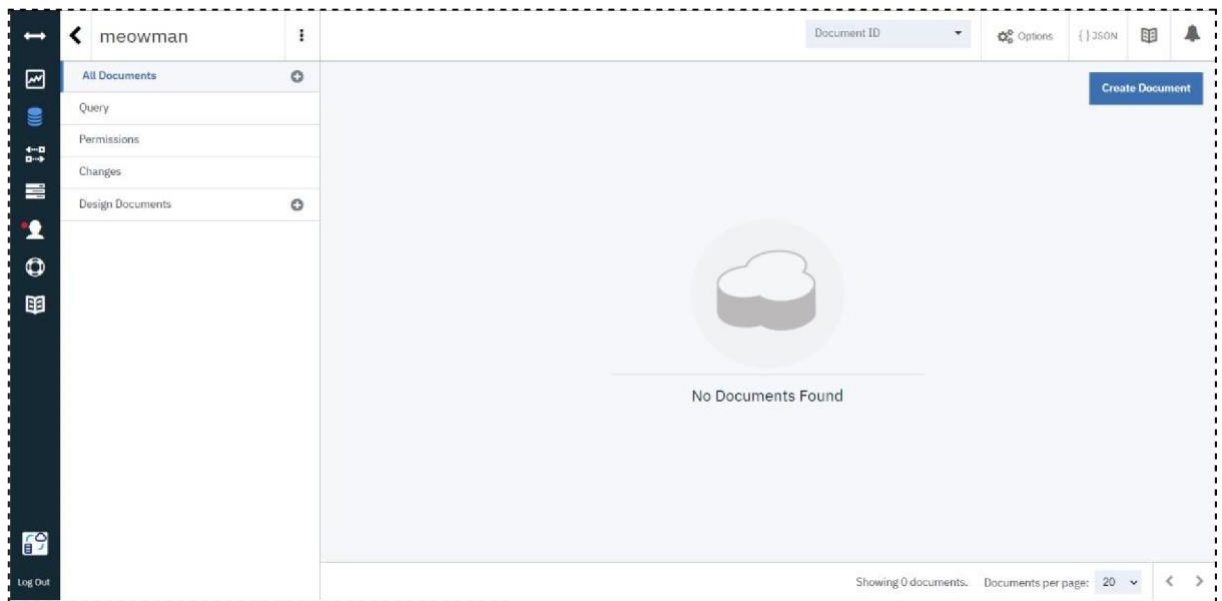 meowman
Document ID
Options
{ } JSON
All Documents
Create Document
Query
Permissions
Changes
Design Documents
No Documents Found
Log Out
Showing 0 documents.
Documents per page: 20